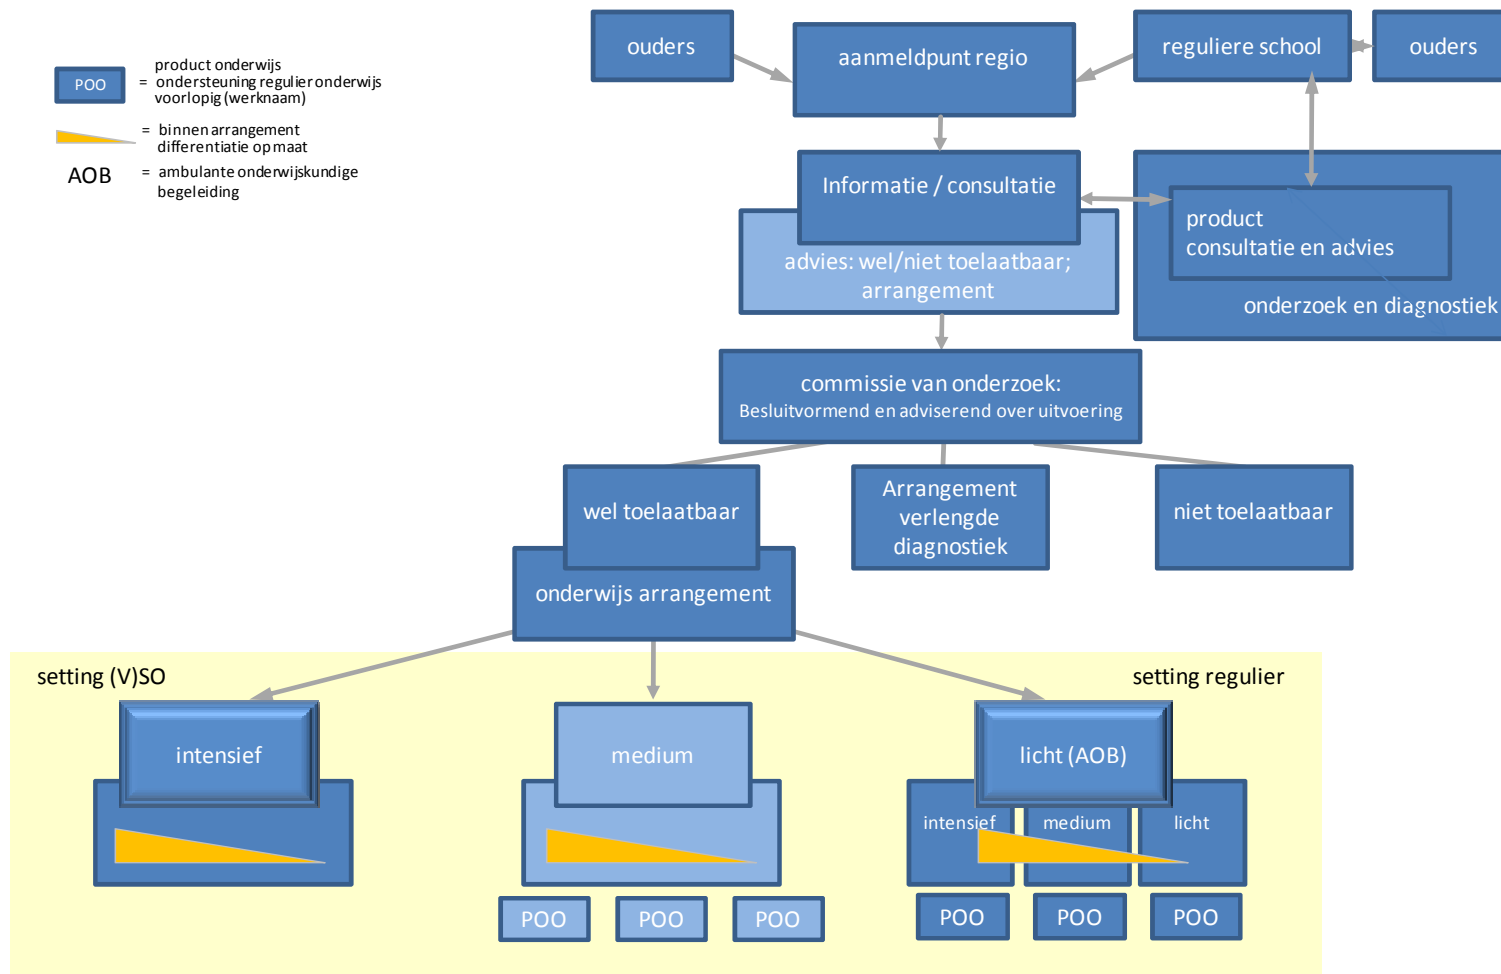 ouders
aanmeldpunt regio
reguliere school
ouders
product onderwijs
POO
= ondersteuning regulier onderwijs
voorlopig (werknaam)
= binnen arrangement
differentiatie op maat
AOB
= ambulante onderwijskundige
begeleiding
Informatie / consultatie
advies: wel/niet toelaatbaar;
arrangement
product
consultatie en advies
onderzoek en diagnostiek
commissie van onderzoek:
Besluitvormend en adviserend over uitvoering
wel toelaatbaar
Arrangement
verlengde
diagnostiek
niet toelaatbaar
onderwijs arrangement
setting (V)SO
setting regulier
intensief
medium
licht (AOB)
intensief
medium
licht
POO
POO
POO
POO
POO
POO